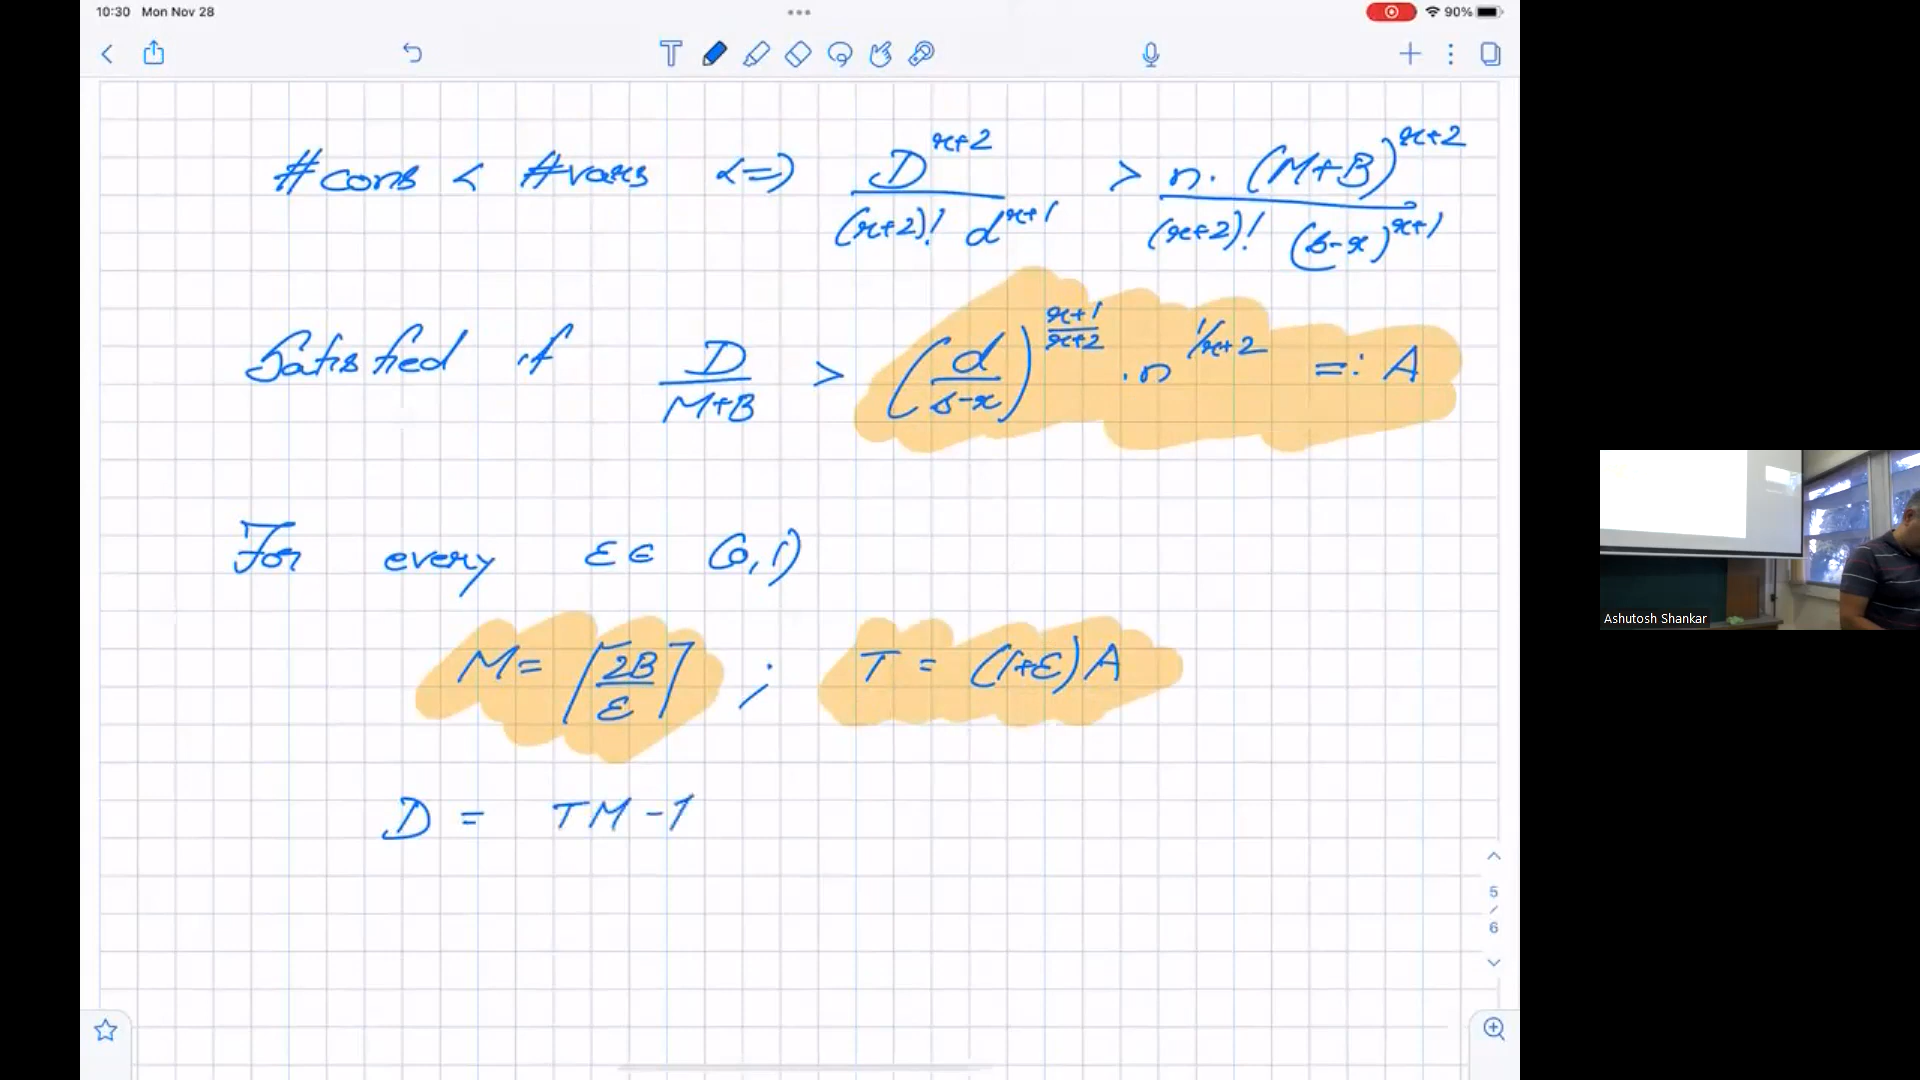 10:30 Mon Nov 28
90%
#cons < #vars <=> D^{r+2} / (r+2)! d^{r+1} > n. (M+B)^{r+2} / (r+2)! (s-r)^{r+1}
Satisfied if D / M+B > (d / s-r)^{r+1 / r+2} . n^{1/r+2} =: A
For every ε ∈ (0,1)
M = ⌈2B / ε⌉ ; T = (1+ε)A
D = TM - 1
5 / 6
Ashutosh Shankar